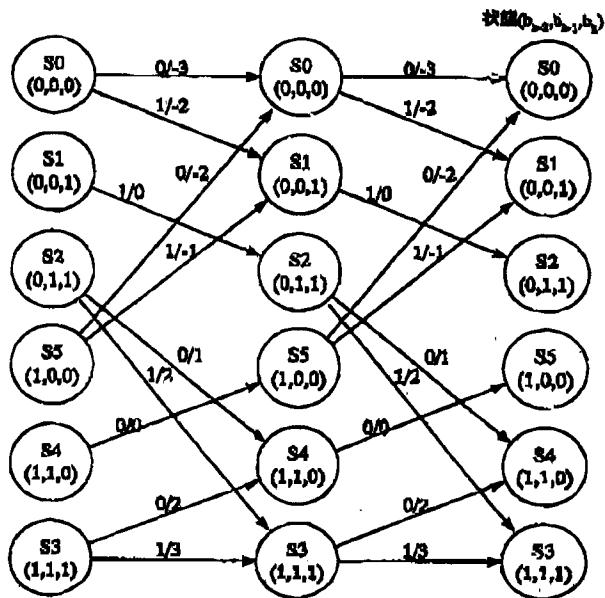 状態(b_{k-2},b_{k-1},b_k)
S0
(0,0,0)
0/-3
1/-2
S0
(0,0,0)
0/-3
1/-2
S0
(0,0,0)
S1
(0,0,1)
1/0
0/-2
S1
(0,0,1)
1/0
0/-2
S1
(0,0,1)
S2
(0,1,1)
1/-1
S2
(0,1,1)
1/-1
S2
(0,1,1)
S5
(1,0,0)
0/1
1/2
S5
(1,0,0)
0/1
1/2
S5
(1,0,0)
S4
(1,1,0)
0/0
S4
(1,1,0)
0/0
S4
(1,1,0)
S3
(1,1,1)
0/2
1/3
S3
(1,1,1)
0/2
1/3
S3
(1,1,1)